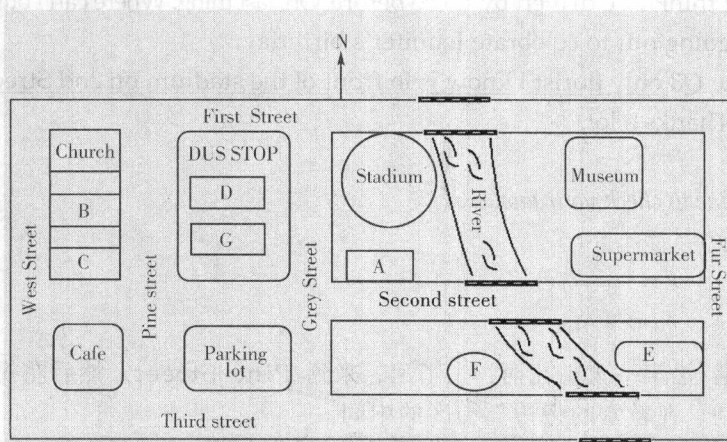 N
First Street
Church
DUS STOP
Stadium
River
Museum
D
B
G
C
A
Supermarket
West Street
Pine street
Grey Street
Second street
Fur Street
Cafe
Parking
lot
F
E
Third street